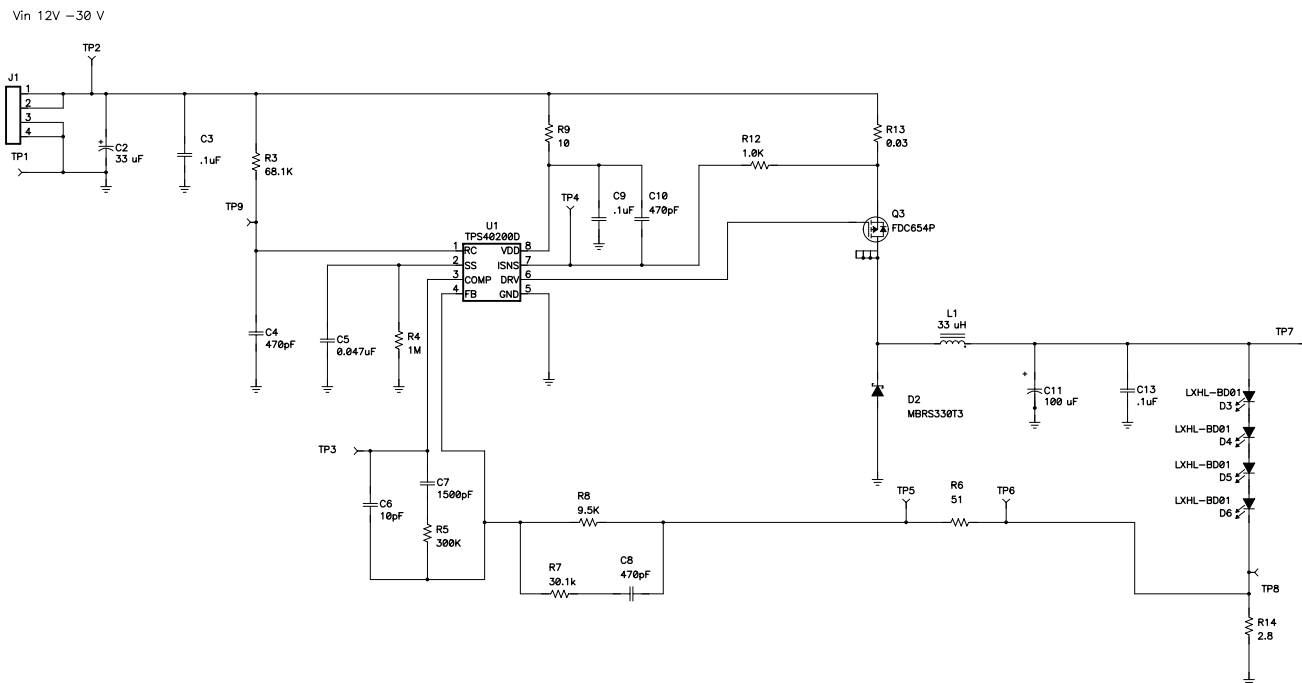 Vin 12V –30 V
TP2
J1
1
2
3
4
TP1
C2
33 uF
C3
.1uF
R3
68.1K
TP9
R9
10
R12
1.0K
R13
0.03
C9
.1uF
C10
470pF
TP4
Q3
FDC654P
U1
TPS40200D
1 RC VDD 8
2 SS ISNS 7
3 COMP DRV 6
4 FB GND 5
C4
470pF
C5
0.047uF
R4
1M
L1
33 uH
TP7
D2
MBRS330T3
C11
100 uF
C13
.1uF
LXHL–BD01
D3
LXHL–BD01
D4
LXHL–BD01
D5
LXHL–BD01
D6
TP3
C6
10pF
C7
1500pF
R5
300K
R8
9.5K
R7
30.1k
C8
470pF
TP5
R6
51
TP6
TP8
R14
2.8